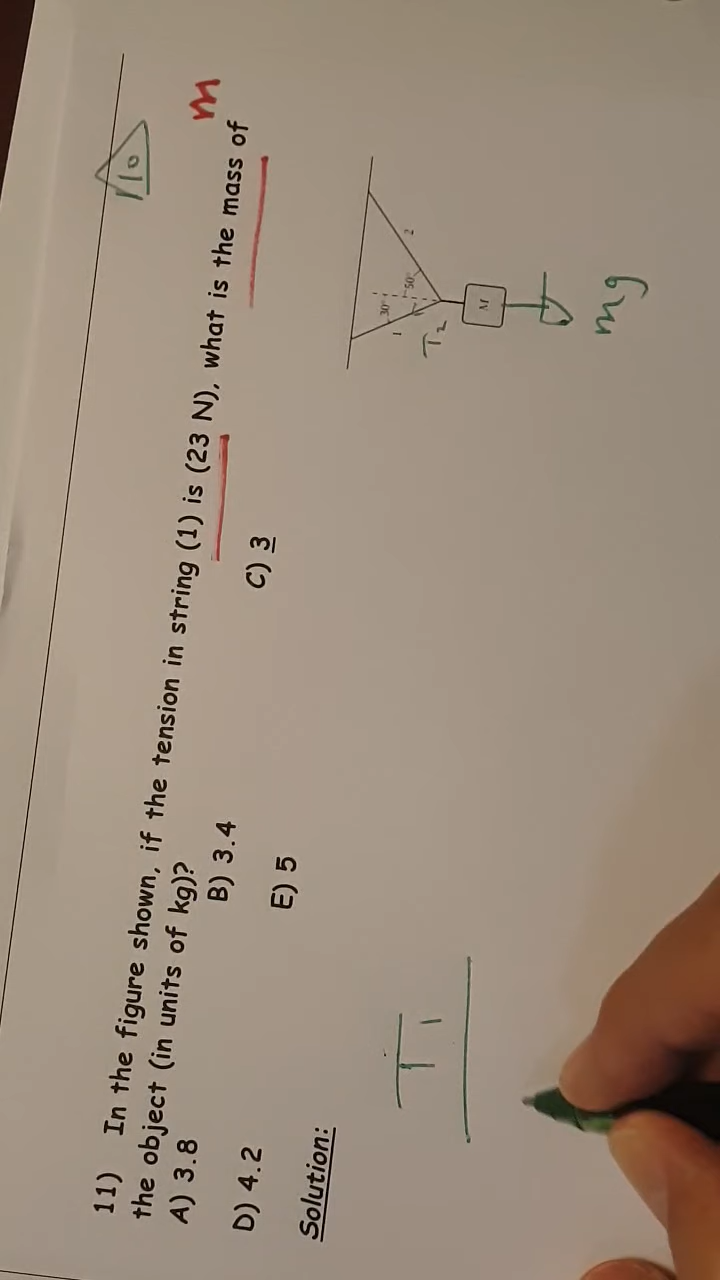 10
11) In the figure shown, if the tension in string (1) is (23 N), what is the mass of m
the object (in units of kg)?
A) 3.8 B) 3.4 C) 3
D) 4.2 E) 5
Solution:
30° 50°
1 2
T2
M
mg
T1